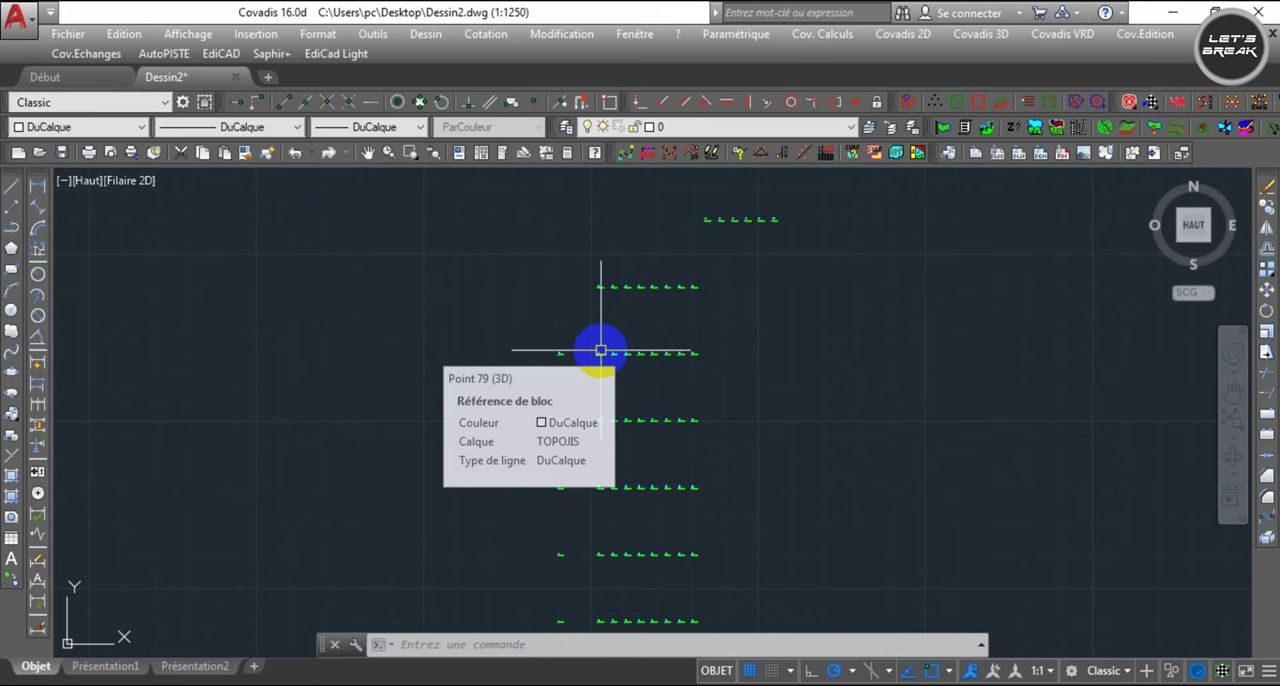 Covadis 16.0d C:\Users\pc\Desktop\Dessin2.dwg (1:1250)
Entrez mot-clé ou expression
Se connecter
Fichier Edition Affichage Insertion Format Outils Dessin Cotation Modification Fenêtre ? Paramétrique Cov. Calculs Covadis 2D Covadis 3D Covadis VRD Cov.Edition
Cov.Echanges AutoPISTE EdiCAD Saphir+ EdiCad Light
LET'S
BREAK
Début Dessin2*
Classic
DuCalque DuCalque DuCalque ParCouleur 0
[−][Haut][Filaire 2D]
N
O HAUT E
S
SCG
Point 79 (3D)
Référence de bloc
Couleur DuCalque
Calque TOPOJIS
Type de ligne DuCalque
Y
X
Entrez une commande
Objet Présentation1 Présentation2
OBJET 1:1 Classic